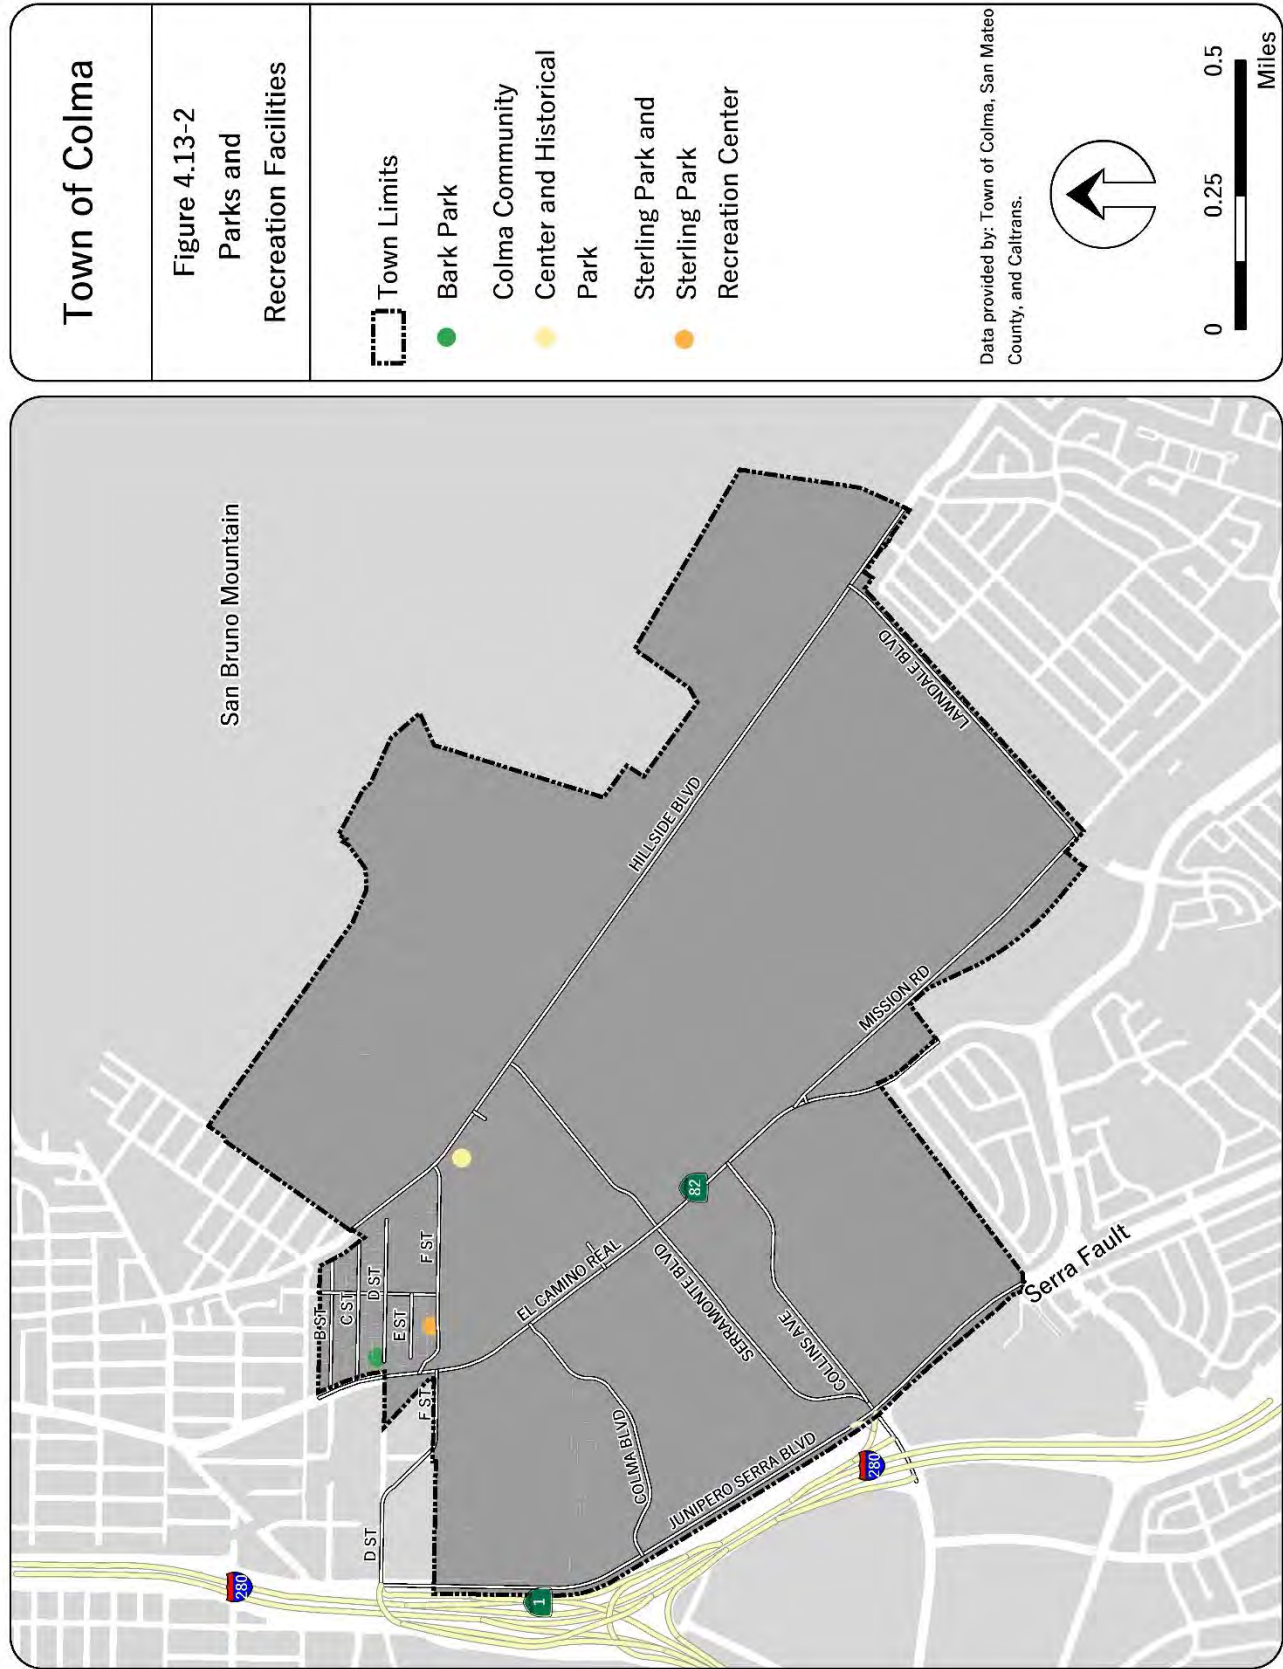 Town of Colma
Figure 4.13-2
Parks and
Recreation Facilities
Town Limits
Bark Park
Colma Community
Center and Historical
Park
Sterling Park and
Sterling Park
Recreation Center
Data provided by: Town of Colma, San Mateo
County, and Caltrans.
0
0.25
0.5
Miles
San Bruno Mountain
B ST
C ST
D ST
E ST
F ST
F ST
D ST
EL CAMINO REAL
HILLSIDE BLVD
LAWNDALE BLVD
MISSION RD
82
SERRAMONTE BLVD
COLLINS AVE
COLMA BLVD
JUNIPERO SERRA BLVD
280
280
1
Serra Fault